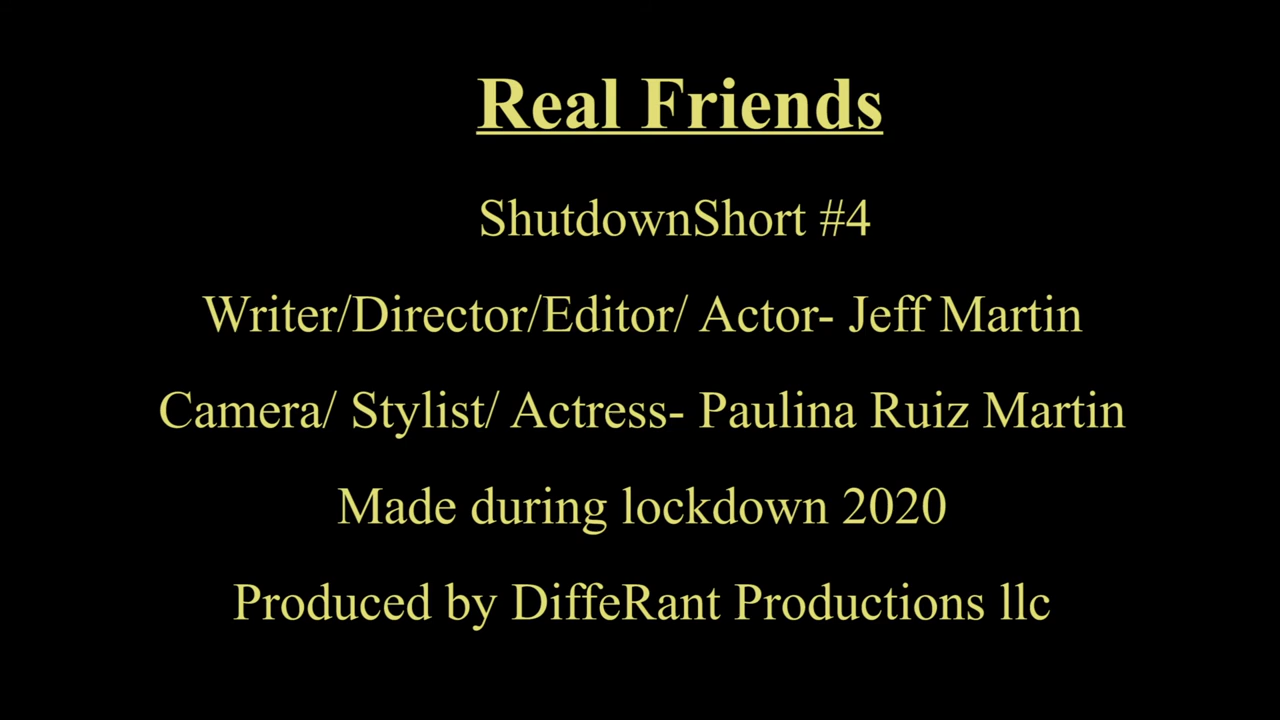 Real Friends
ShutdownShort #4
Writer/Director/Editor/ Actor- Jeff Martin
Camera/ Stylist/ Actress- Paulina Ruiz Martin
Made during lockdown 2020
Produced by DiffeRant Productions llc